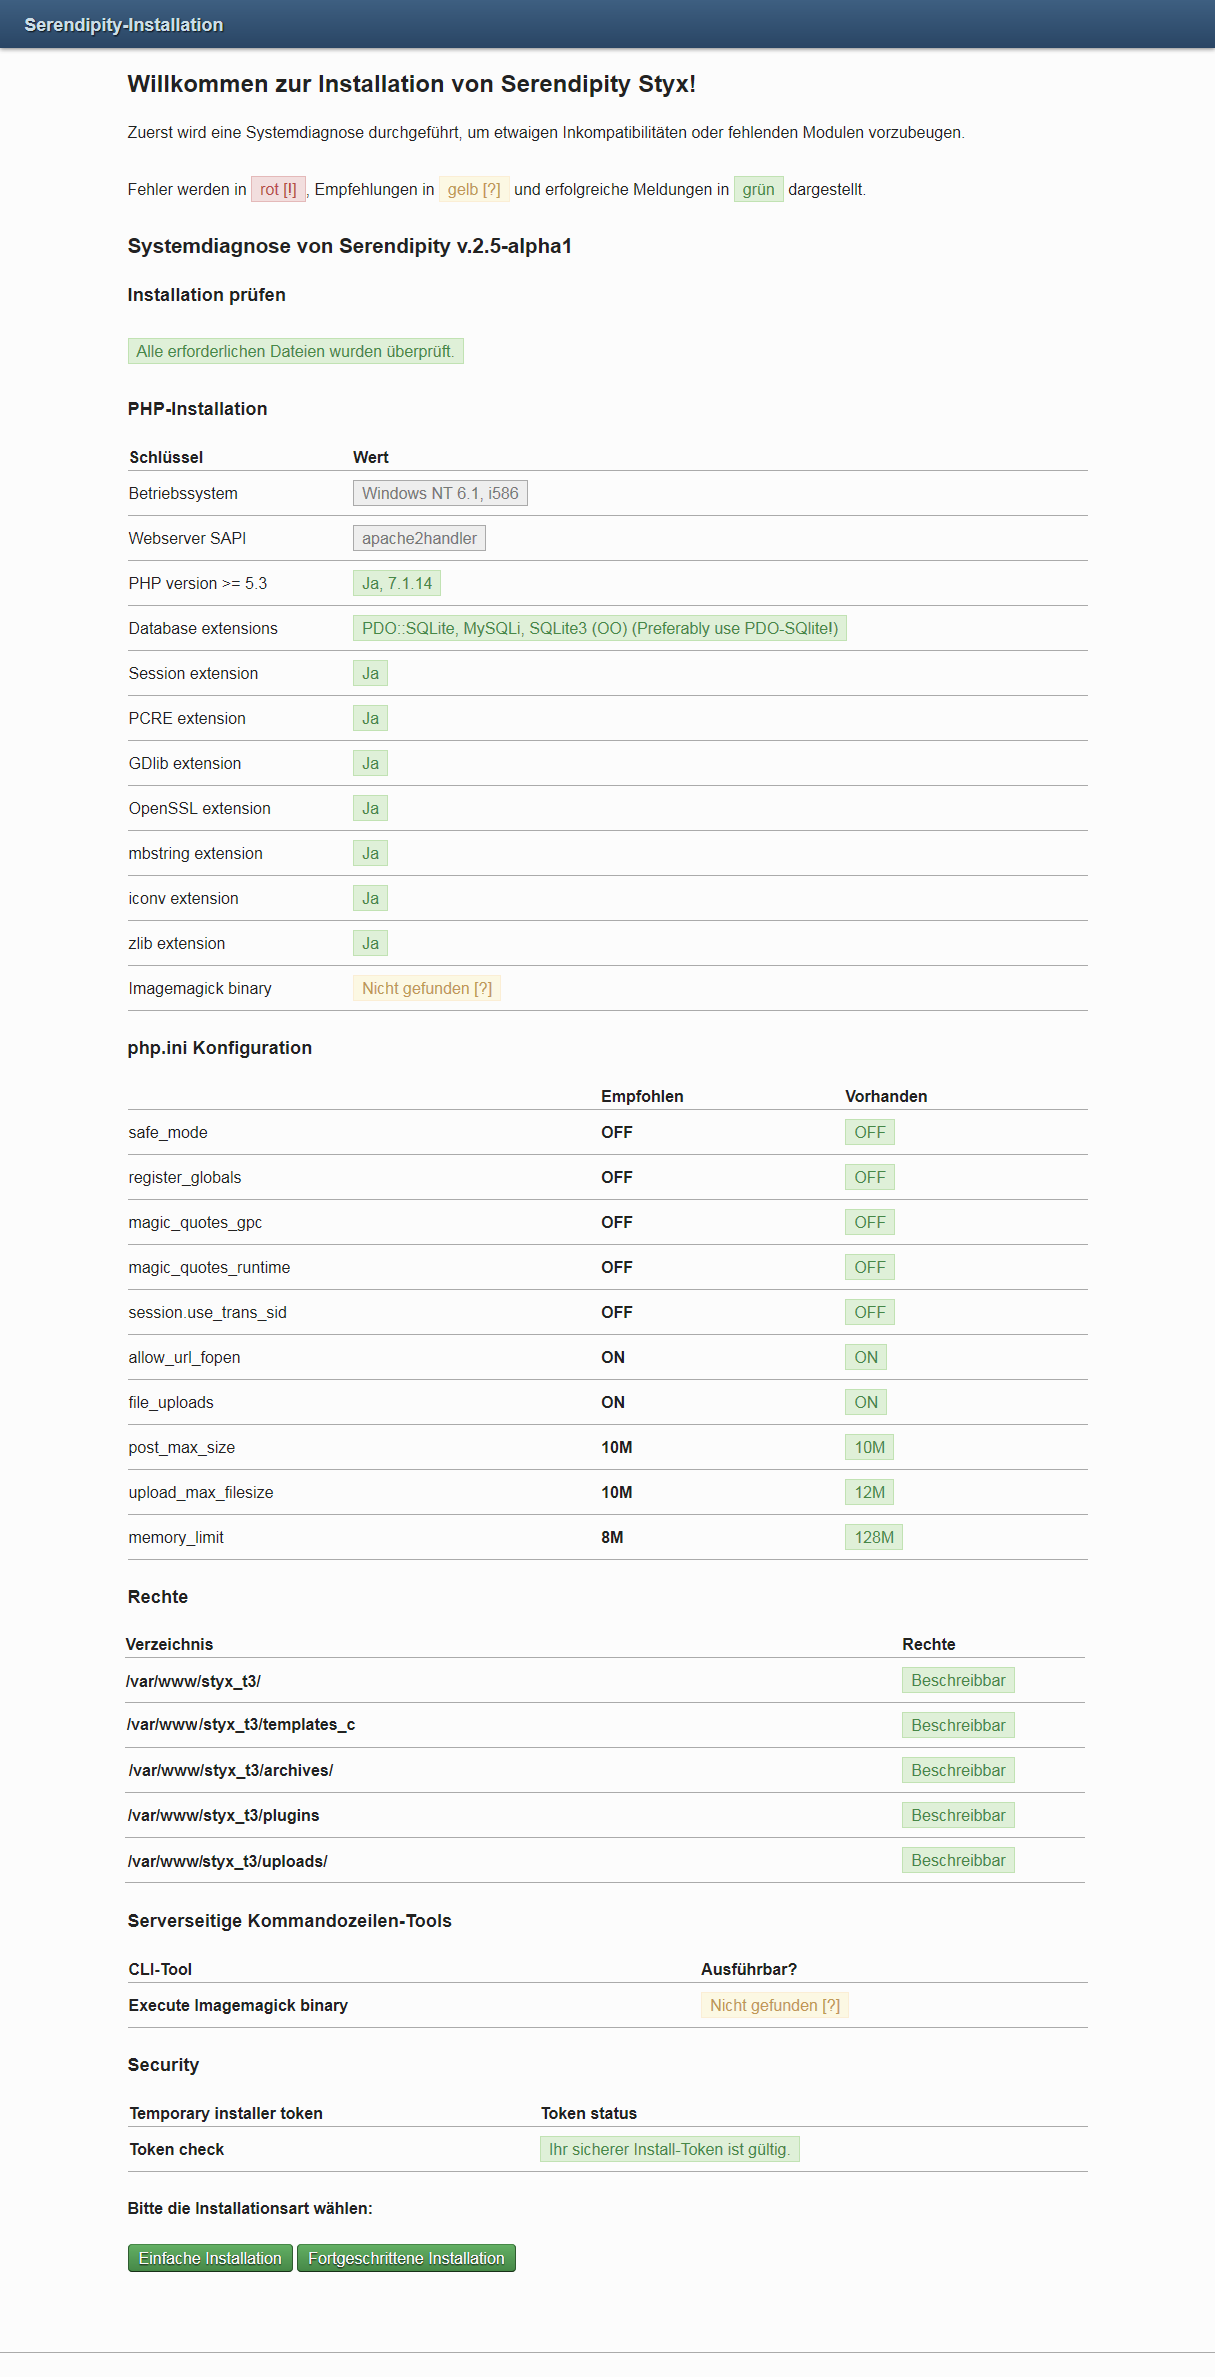 Serendipity-Installation
Willkommen zur Installation von Serendipity Styx!
Zuerst wird eine Systemdiagnose durchgeführt, um etwaigen Inkompatibilitäten oder fehlenden Modulen vorzubeugen.
Fehler werden in rot [!], Empfehlungen in gelb [?] und erfolgreiche Meldungen in grün dargestellt.
Systemdiagnose von Serendipity v.2.5-alpha1
Installation prüfen
Alle erforderlichen Dateien wurden überprüft.
PHP-Installation
Schlüssel Wert
Betriebssystem Windows NT 6.1, i586
Webserver SAPI apache2handler
PHP version >= 5.3 Ja, 7.1.14
Database extensions PDO::SQLite, MySQLi, SQLite3 (OO) (Preferably use PDO-SQlite!)
Session extension Ja
PCRE extension Ja
GDlib extension Ja
OpenSSL extension Ja
mbstring extension Ja
iconv extension Ja
zlib extension Ja
Imagemagick binary Nicht gefunden [?]
php.ini Konfiguration
Empfohlen Vorhanden
safe_mode OFF OFF
register_globals OFF OFF
magic_quotes_gpc OFF OFF
magic_quotes_runtime OFF OFF
session.use_trans_sid OFF OFF
allow_url_fopen ON ON
file_uploads ON ON
post_max_size 10M 10M
upload_max_filesize 10M 12M
memory_limit 8M 128M
Rechte
Verzeichnis Rechte
/var/www/styx_t3/ Beschreibbar
/var/www/styx_t3/templates_c Beschreibbar
/var/www/styx_t3/archives/ Beschreibbar
/var/www/styx_t3/plugins Beschreibbar
/var/www/styx_t3/uploads/ Beschreibbar
Serverseitige Kommandozeilen-Tools
CLI-Tool Ausführbar?
Execute Imagemagick binary Nicht gefunden [?]
Security
Temporary installer token Token status
Token check Ihr sicherer Install-Token ist gültig.
Bitte die Installationsart wählen:
Einfache Installation Fortgeschrittene Installation